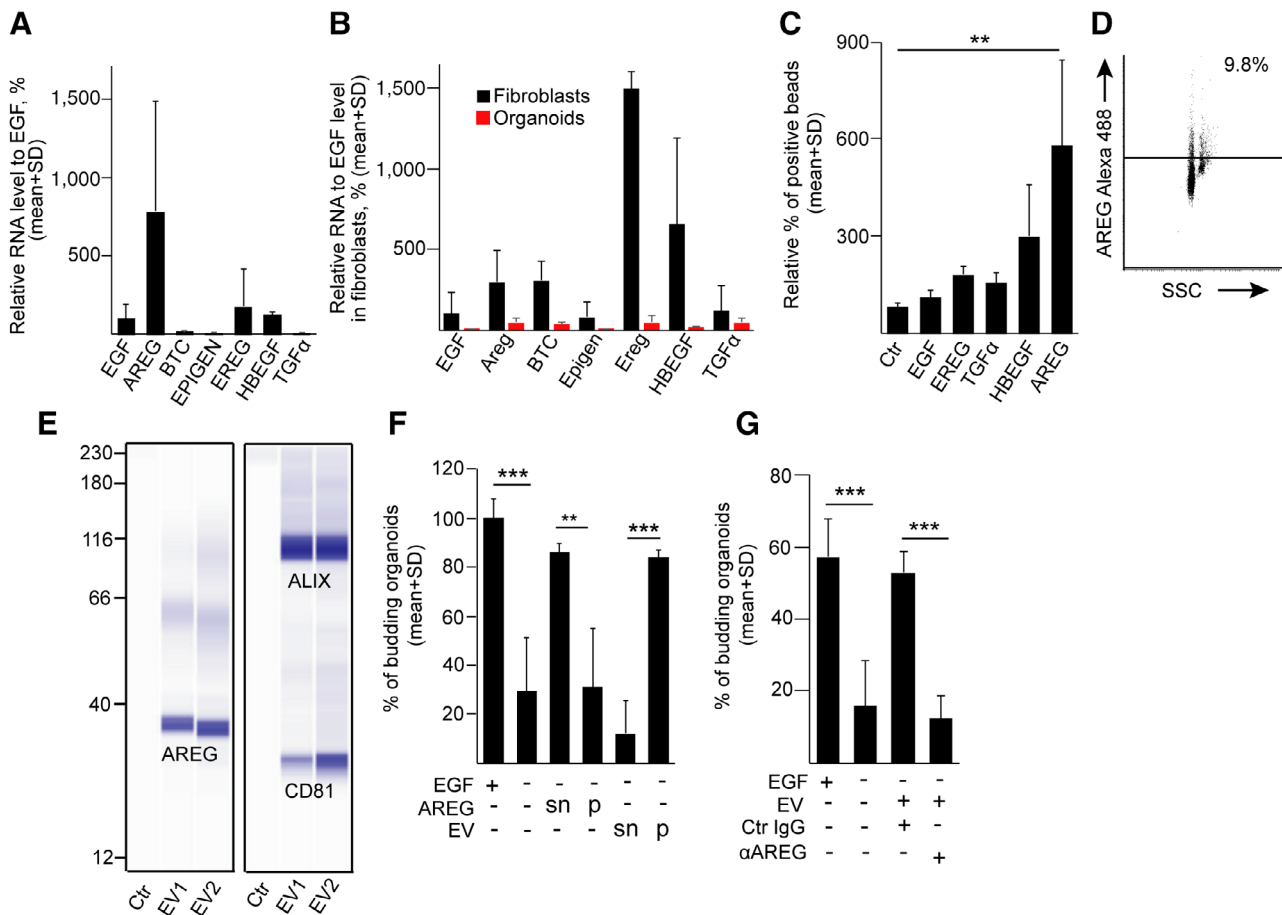 A
Relative RNA level to EGF, %
(mean+SD)
1,500
1,000
500
EGF
AREG
BTC
EPIGEN
EREG
HBEGF
TGFα
B
Relative RNA to EGF level
in fibroblasts, % (mean+SD)
1,500
1,000
500
Fibroblasts
Organoids
EGF
Areg
BTC
Epigen
Ereg
HBEGF
TGFα
C
Relative % of positive beads
(mean+SD)
900
600
300
**
Ctr
EGF
EREG
TGFα
HBEGF
AREG
D
9.8%
AREG Alexa 488
SSC
E
230
180
116
66
40
12
AREG
ALIX
CD81
Ctr
EV1
EV2
Ctr
EV1
EV2
F
% of budding organoids
(mean+SD)
120
100
80
60
40
20
***
**
***
EGF + - - - - -
AREG - - sn p - -
EV - - - - sn p
G
% of budding organoids
(mean+SD)
80
60
40
20
***
***
EGF + - - -
EV - - + +
Ctr IgG - - + -
αAREG - - - +